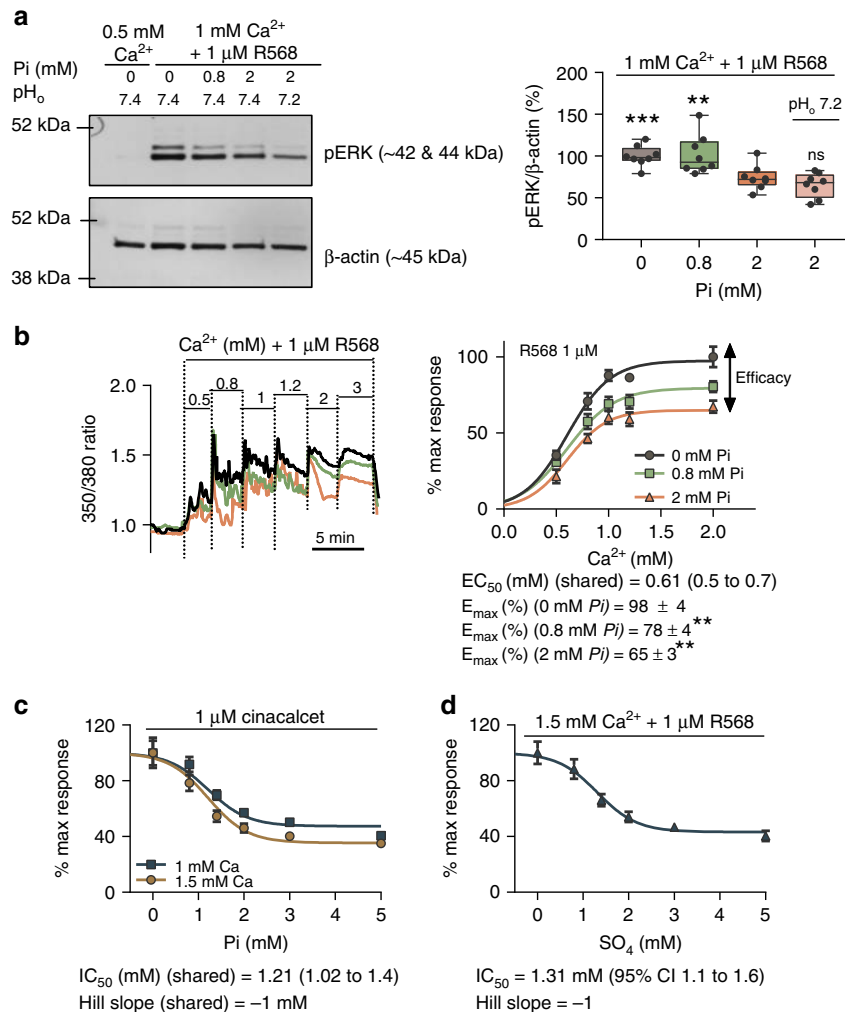 a
0.5 mM
Ca²⁺
1 mM Ca²⁺
+ 1 μM R568
Pi (mM) 0 0 0.8 2 2
pHₒ 7.4 7.4 7.4 7.4 7.2
52 kDa
pERK (~42 & 44 kDa)
52 kDa
β-actin (~45 kDa)
38 kDa
1 mM Ca²⁺ + 1 μM R568
200
150
100
50
0
pERK/β-actin (%)
pHₒ 7.2
***
**
ns
0 0.8 2 2
Pi
(mM)
b
Ca²⁺ (mM) + 1 μM R568
0.5 0.8 1 1.2 2 3
2.0
1.5
1.0
350/380 ratio
5 min
R568 1 μM
100
50
0
% max response
Efficacy
0 mM Pi
0.8 mM Pi
2 mM Pi
0.0 0.5 1.0 1.5 2.0
Ca²⁺ (mM)
EC₅₀ (mM) (shared) = 0.61 (0.5 to 0.7)
Eₘₐₓ (%) (0 mM Pi) = 98 ± 4
Eₘₐₓ (%) (0.8 mM Pi) = 78 ± 4**
Eₘₐₓ (%) (2 mM Pi) = 65 ± 3**
c
1 μM cinacalcet
120
80
40
0
% max response
1 mM Ca
1.5 mM Ca
0 1 2 3 4 5
Pi (mM)
IC₅₀ (mM) (shared) = 1.21 (1.02 to 1.4)
Hill slope (shared) = –1 mM
d
1.5 mM Ca²⁺ + 1 μM R568
120
80
40
0
% max response
0 1 2 3 4 5
SO₄ (mM)
IC₅₀ = 1.31 mM (95% CI 1.1 to 1.6)
Hill slope = –1